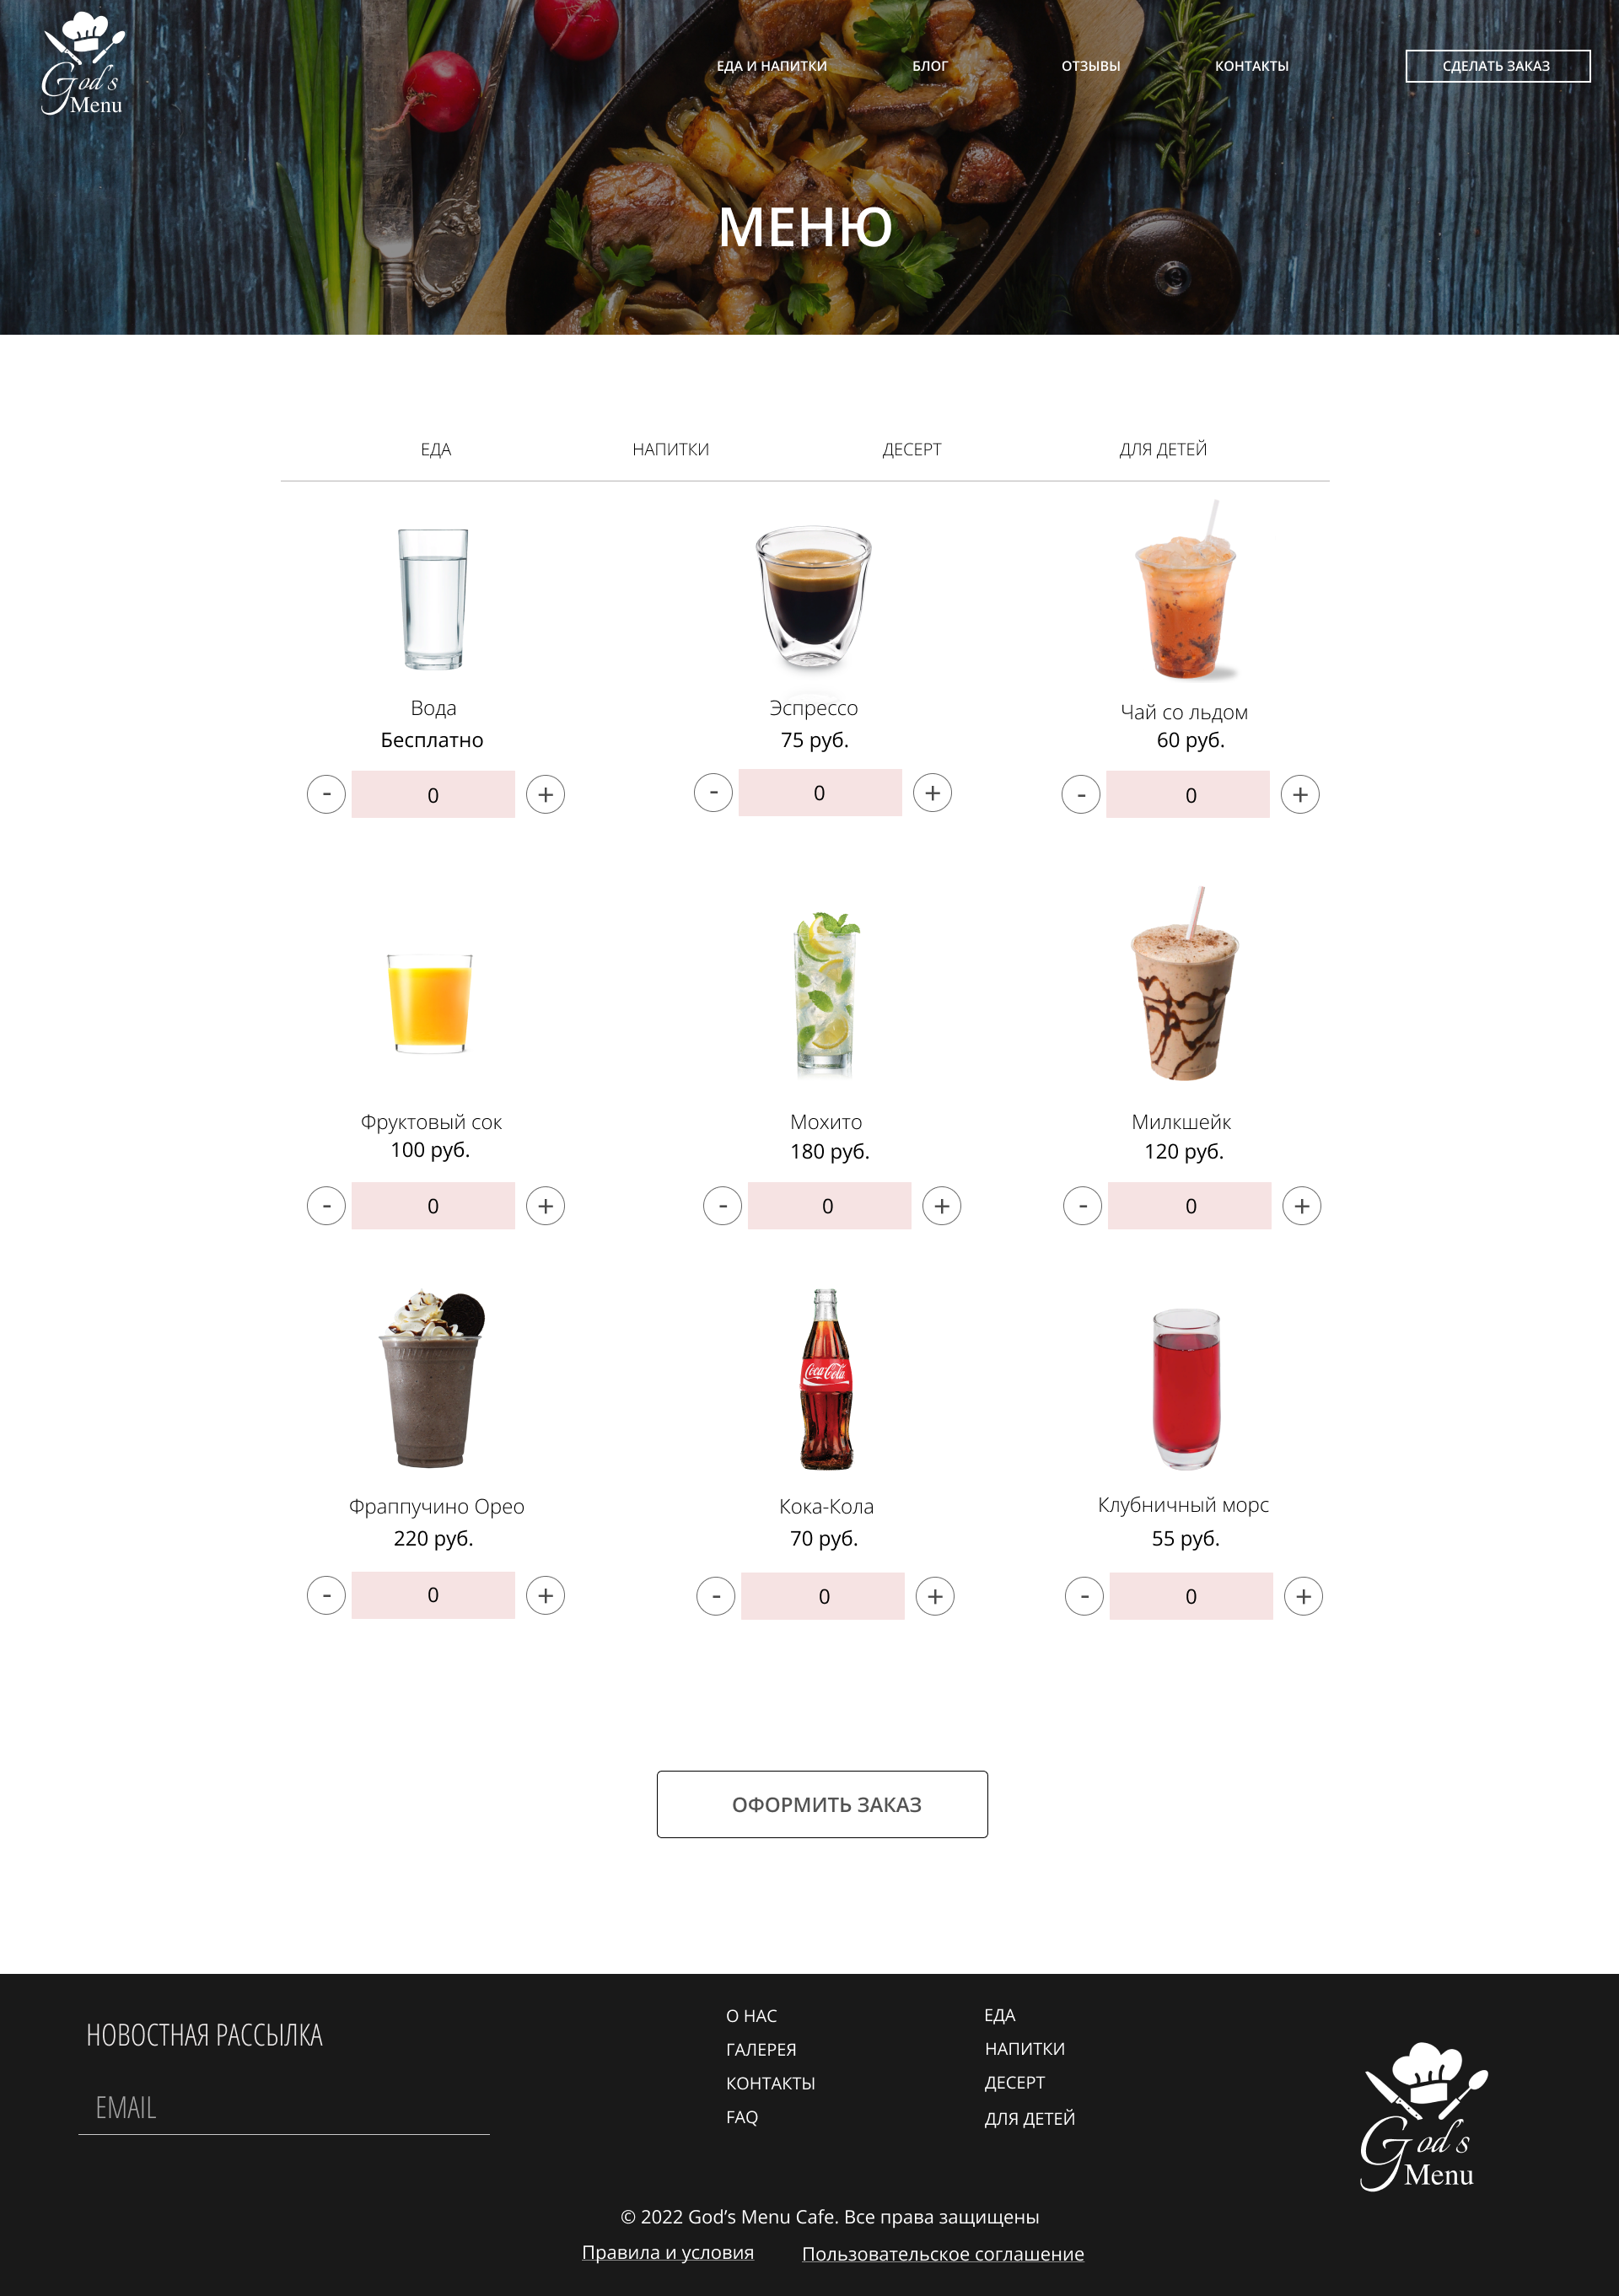 God's
Menu
ЕДА И НАПИТКИ
БЛОГ
ОТЗЫВЫ
КОНТАКТЫ
СДЕЛАТЬ ЗАКАЗ
МЕНЮ
ЕДА
НАПИТКИ
ДЕСЕРТ
ДЛЯ ДЕТЕЙ
Вода
Бесплатно
- 0 +
Эспрессо
75 руб.
- 0 +
Чай со льдом
60 руб.
- 0 +
Фруктовый сок
100 руб.
- 0 +
Мохито
180 руб.
- 0 +
Милкшейк
120 руб.
- 0 +
Фраппучино Орео
220 руб.
- 0 +
Coca-Cola
Кока-Кола
70 руб.
- 0 +
Клубничный морс
55 руб.
- 0 +
ОФОРМИТЬ ЗАКАЗ
НОВОСТНАЯ РАССЫЛКА
EMAIL
О НАС
ГАЛЕРЕЯ
КОНТАКТЫ
FAQ
ЕДА
НАПИТКИ
ДЕСЕРТ
ДЛЯ ДЕТЕЙ
God's
Menu
© 2022 God's Menu Cafe. Все права защищены
Правила и условия
Пользовательское соглашение